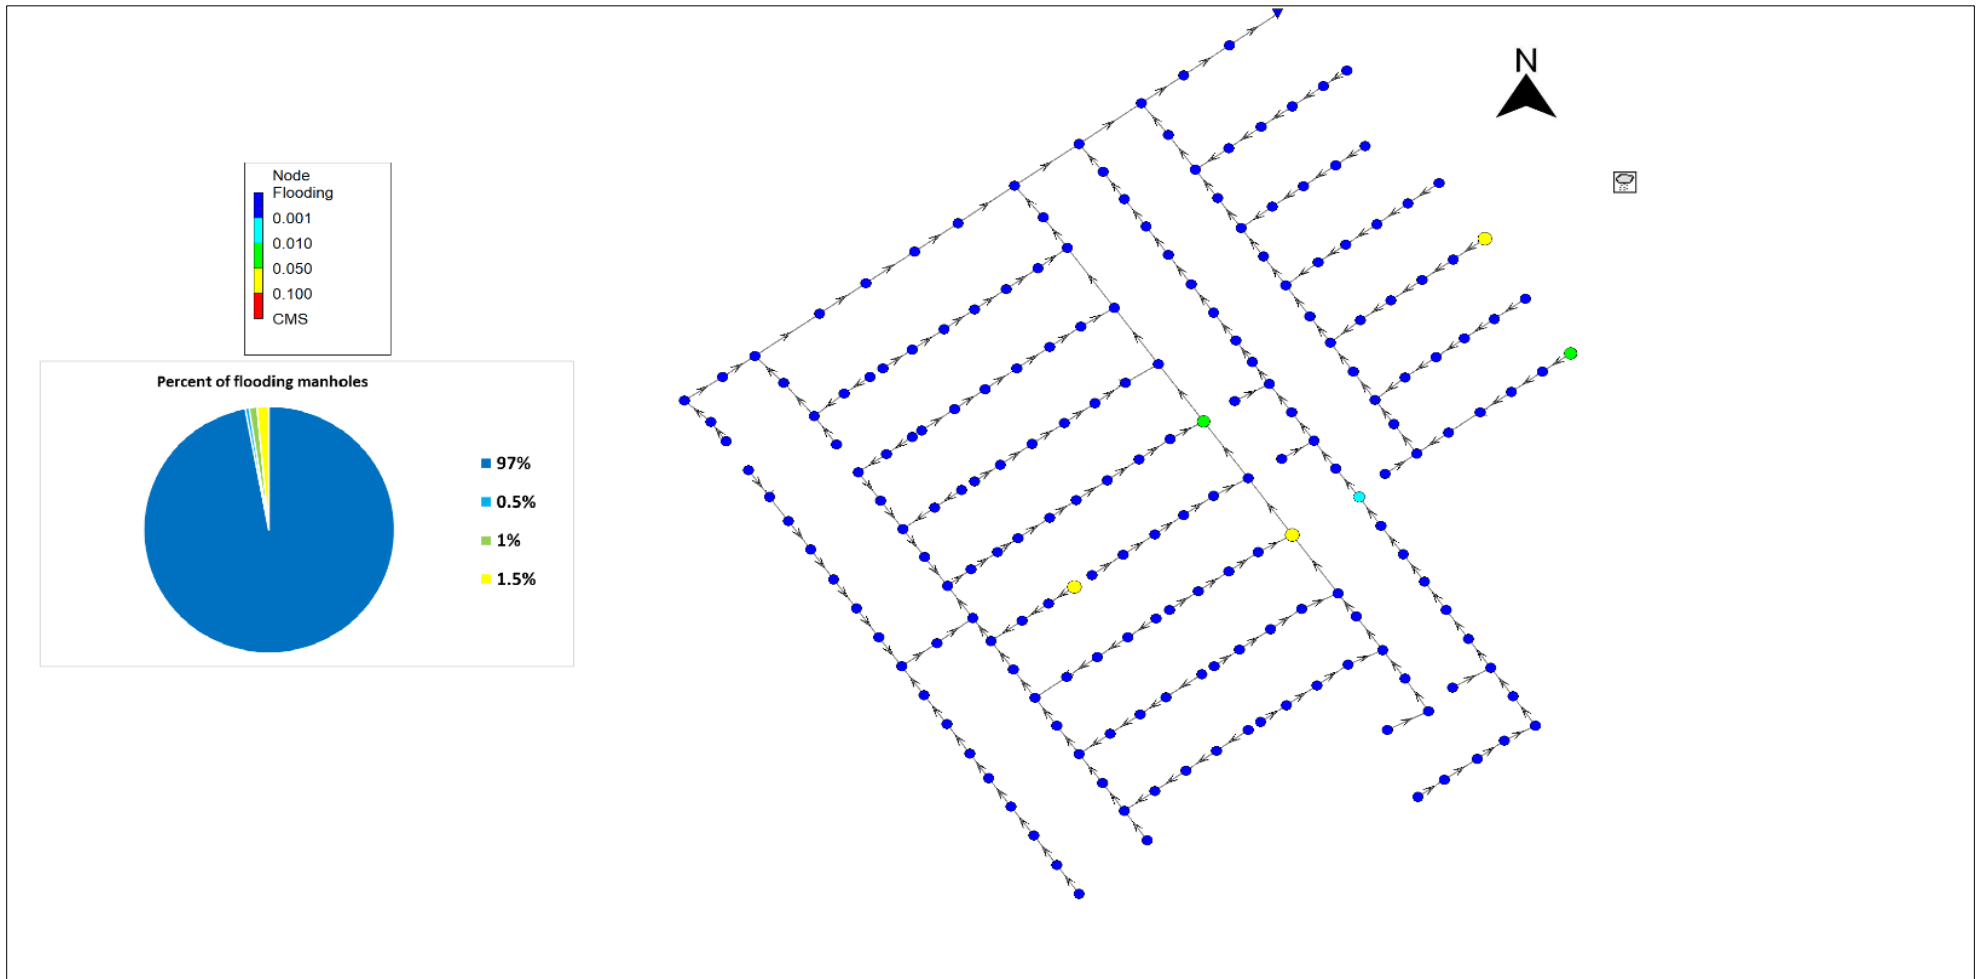 N
Node
Flooding
0.001
0.010
0.050
0.100
CMS
Percent of flooding manholes
97%
0.5%
1%
1.5%